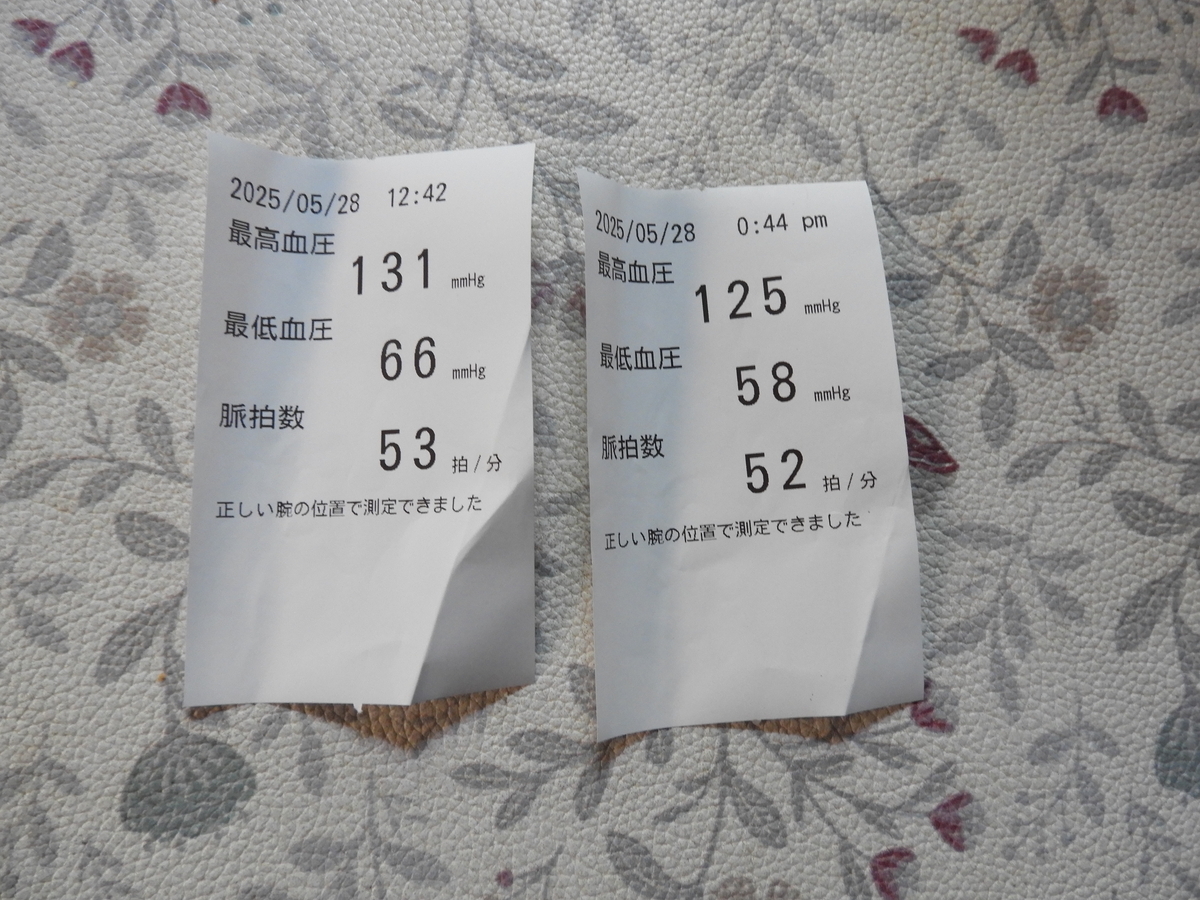 2025/05/28 12:42
最高血圧
131 mmHg
最低血圧
66 mmHg
脈拍数
53 拍/分
正しい腕の位置で測定できました
2025/05/28 0:44 pm
最高血圧
125 mmHg
最低血圧
58 mmHg
脈拍数
52 拍/分
正しい腕の位置で測定できました